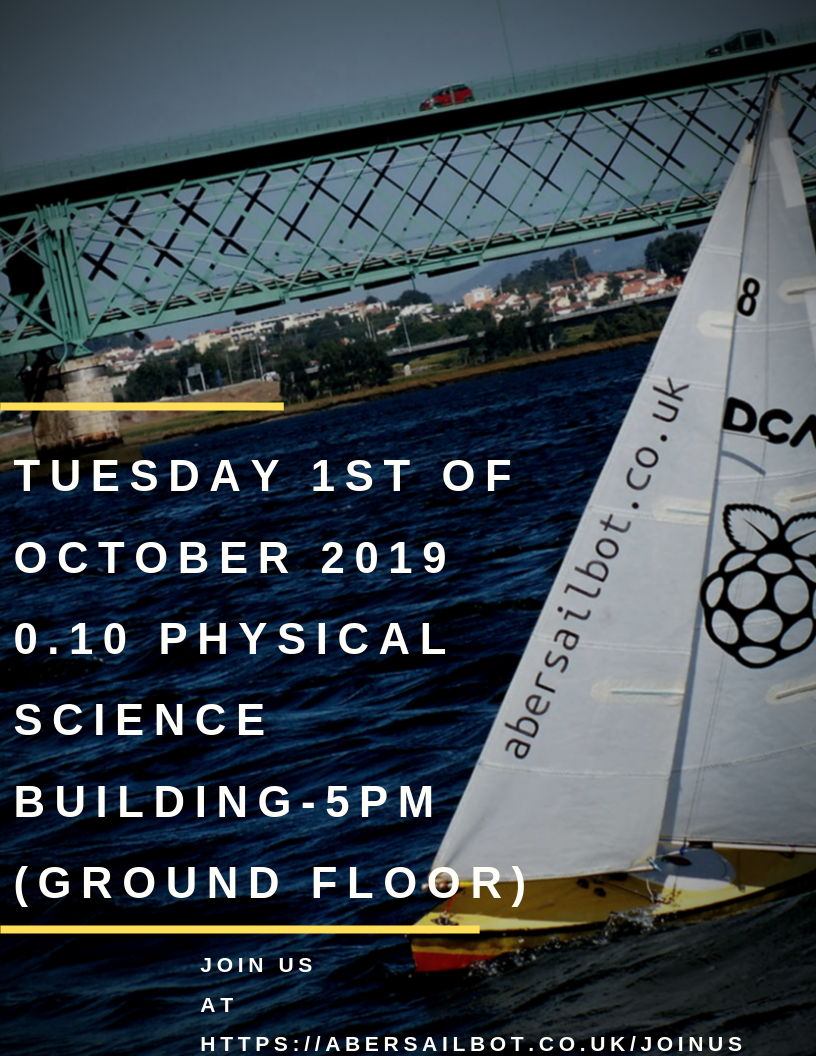 8
DCA
abersailbot.co.uk
TUESDAY 1ST OF
OCTOBER 2019
0.10 PHYSICAL
SCIENCE
BUILDING-5PM
(GROUND FLOOR)
JOIN US
AT
HTTPS://ABERSAILBOT.CO.UK/JOINUS